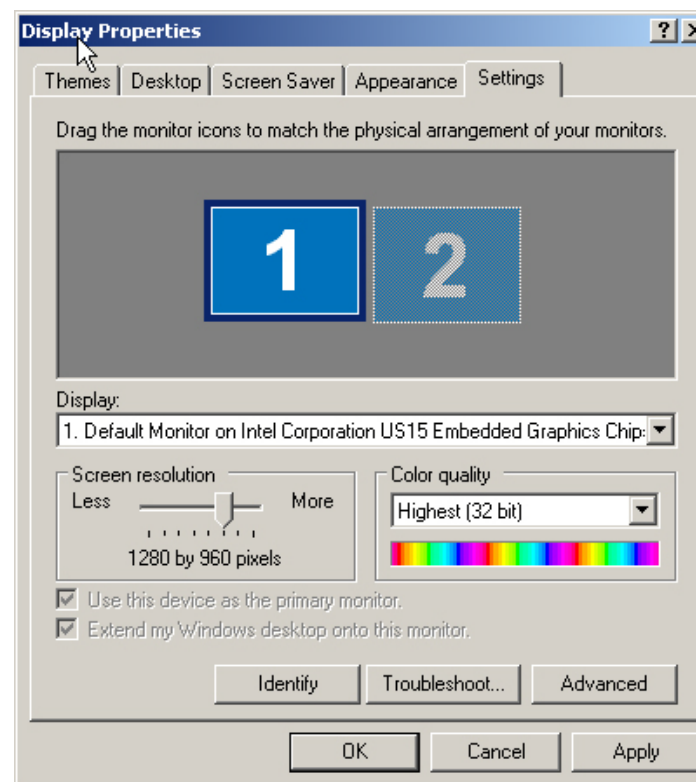 Display Properties
Themes Desktop Screen Saver Appearance Settings
Drag the monitor icons to match the physical arrangement of your monitors.
1 2
Display:
1. Default Monitor on Intel Corporation US15 Embedded Graphics Chip:
Screen resolution
Less More
1280 by 960 pixels
Color quality
Highest (32 bit)
Use this device as the primary monitor.
Extend my Windows desktop onto this monitor.
Identify Troubleshoot... Advanced
OK Cancel Apply